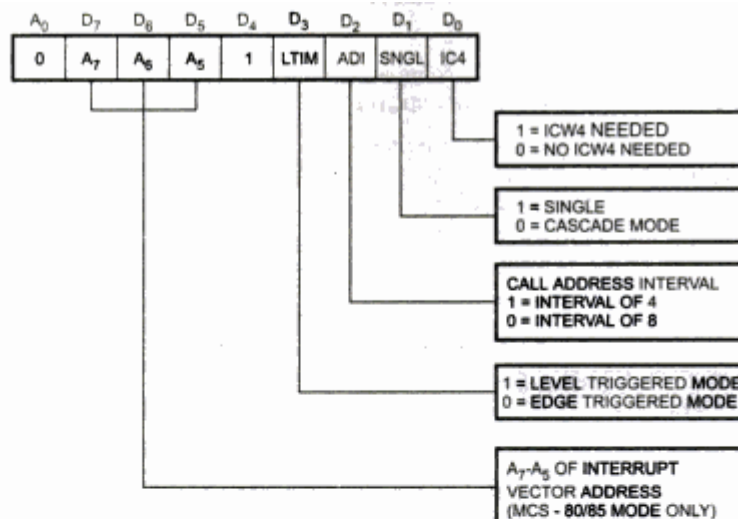 A0 D7 D6 D5 D4 D3 D2 D1 D0
0 A7 A6 A5 1 LTIM ADI SNGL IC4
1 = ICW4 NEEDED
0 = NO ICW4 NEEDED
1 = SINGLE
0 = CASCADE MODE
CALL ADDRESS INTERVAL
1 = INTERVAL OF 4
0 = INTERVAL OF 8
1 = LEVEL TRIGGERED MODE
0 = EDGE TRIGGERED MODE
A7-A5 OF INTERRUPT
VECTOR ADDRESS
(MCS - 80/85 MODE ONLY)